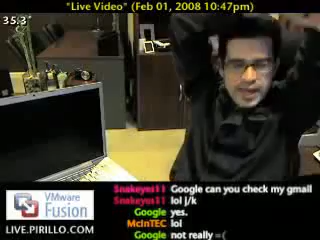 *Live Video* (Feb 01, 2008 10:47pm)
35.3
Snakeyes11 Google can you check my gmail
Snakeyes11 lol j/k
Google yes.
McInTEC lol
Google not really =(
VMware
Fusion
LIVE.PIRILLO.COM